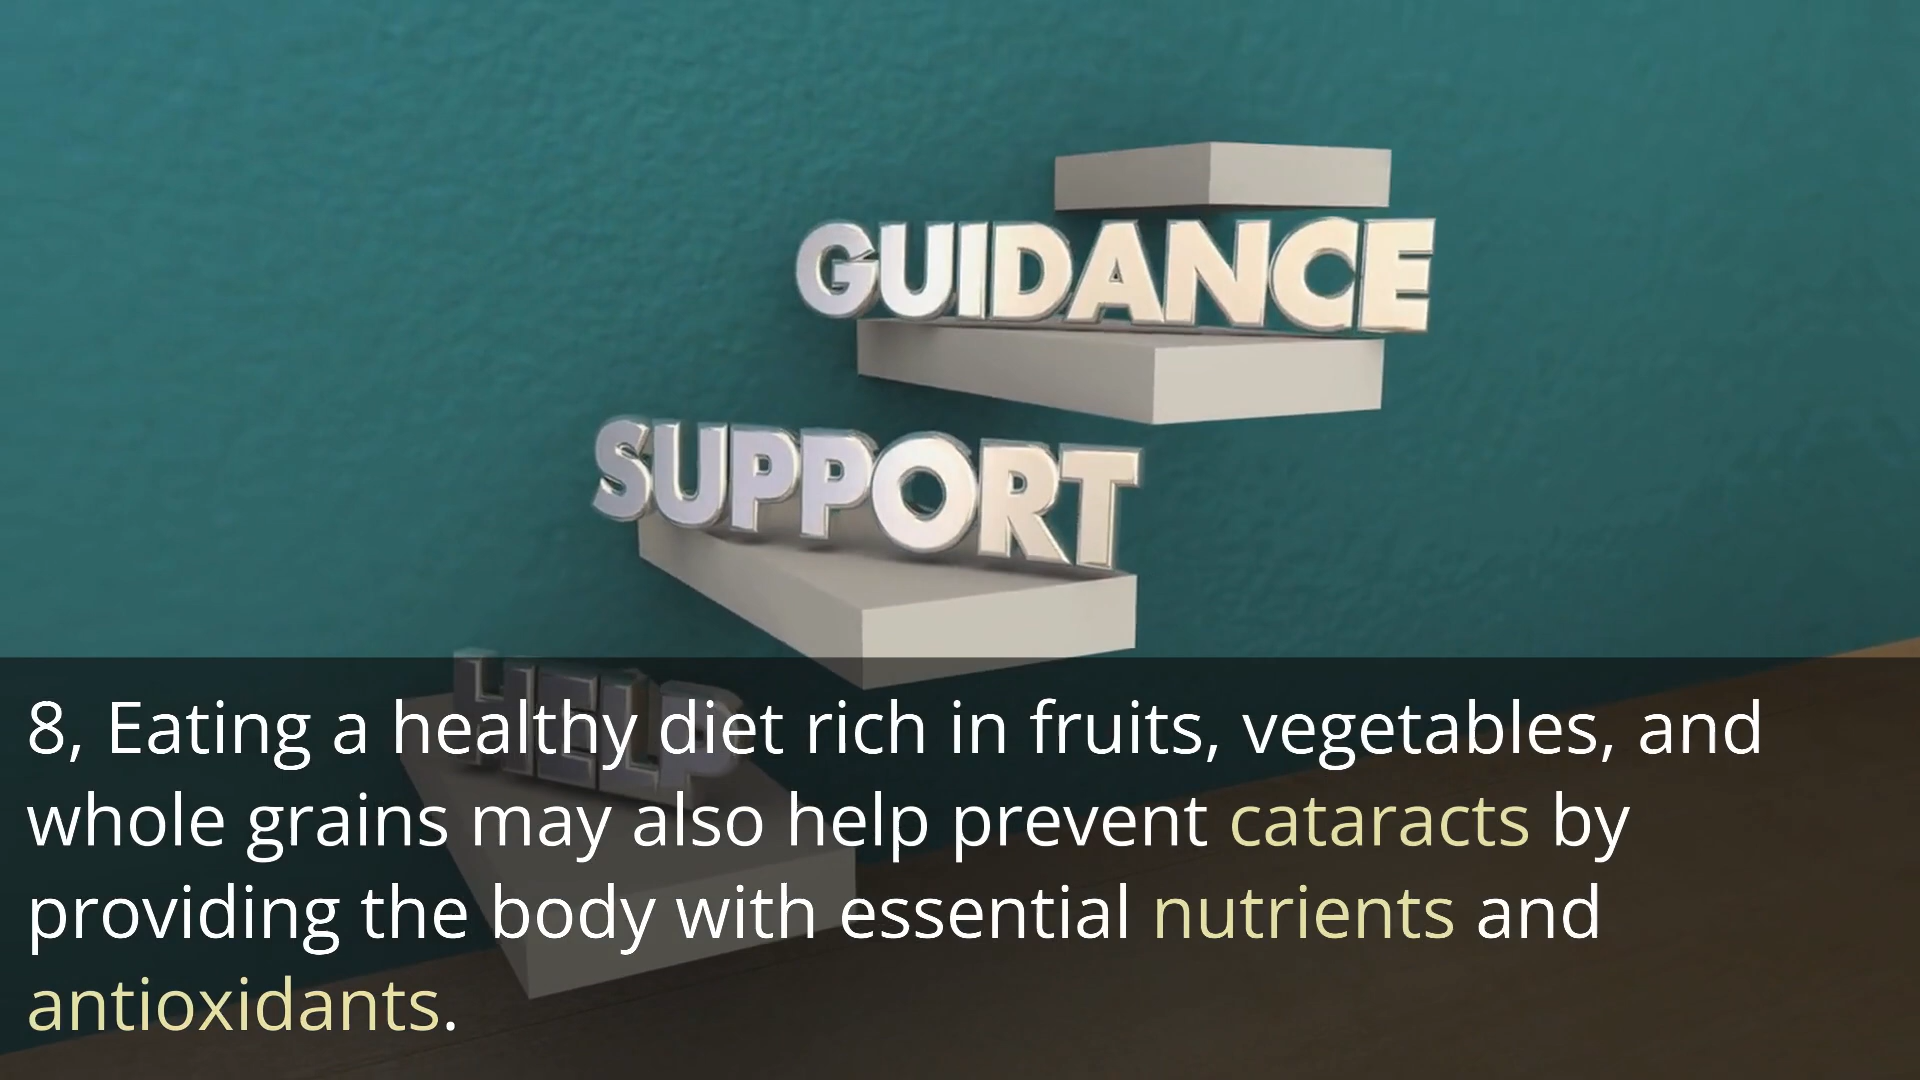 GUIDANCE
SUPPORT
HELP
8, Eating a healthy diet rich in fruits, vegetables, and
whole grains may also help prevent cataracts by
providing the body with essential nutrients and
antioxidants.